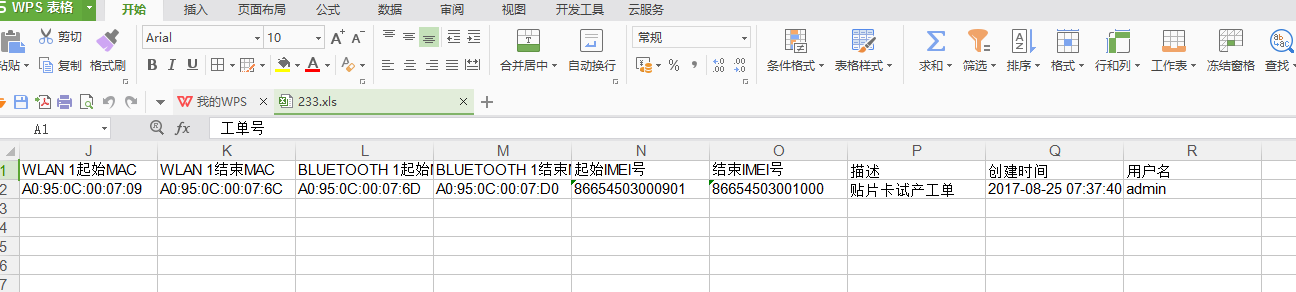 WPS 表格 开始 插入 页面布局 公式 数据 审阅 视图 开发工具 云服务
剪切 Arial 10 常规
粘贴 复制 格式刷 B I U A 合并居中 自动换行 % 条件格式 表格样式 求和 筛选 排序 格式 行和列 工作表 冻结窗格 查找
我的WPS 233.xls
A1 fx 工单号
J K L M N O P Q R
1 WLAN 1起始MAC WLAN 1结束MAC BLUETOOTH 1起始 BLUETOOTH 1结束 起始IMEI号 结束IMEI号 描述 创建时间 用户名
2 A0:95:0C:00:07:09 A0:95:0C:00:07:6C A0:95:0C:00:07:6D A0:95:0C:00:07:D0 86654503000901 86654503001000 贴片卡试产工单 2017-08-25 07:37:40 admin
3
4
5
6
7